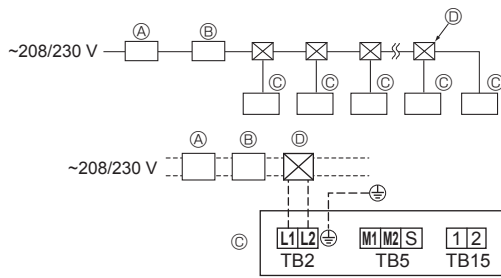 Ⓓ
Ⓐ Ⓑ
~208/230 V
Ⓒ Ⓒ Ⓒ Ⓒ Ⓒ
Ⓐ Ⓑ Ⓓ
~208/230 V
Ⓒ L1 L2 M1 M2 S 1 2
TB2 TB5 TB15